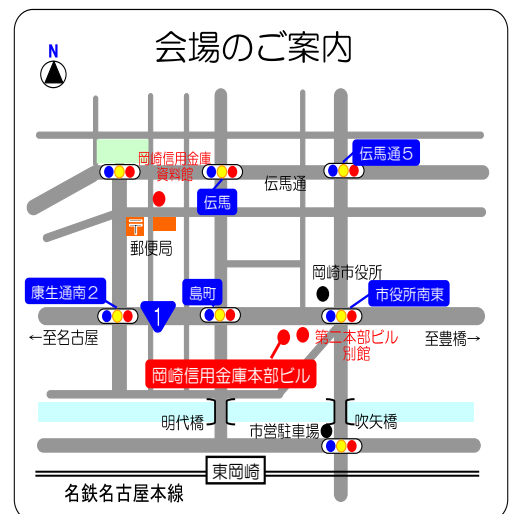 会場のご案内
N
伝馬通5
岡崎信用金庫
資料館
伝馬通
伝馬
〒
郵便局
岡崎市役所
康生通南2
島町
市役所南東
1
←至名古屋
第二本部ビル
別館
至豊橋→
岡崎信用金庫本部ビル
明代橋
吹矢橋
市営駐車場
東岡崎
名鉄名古屋本線